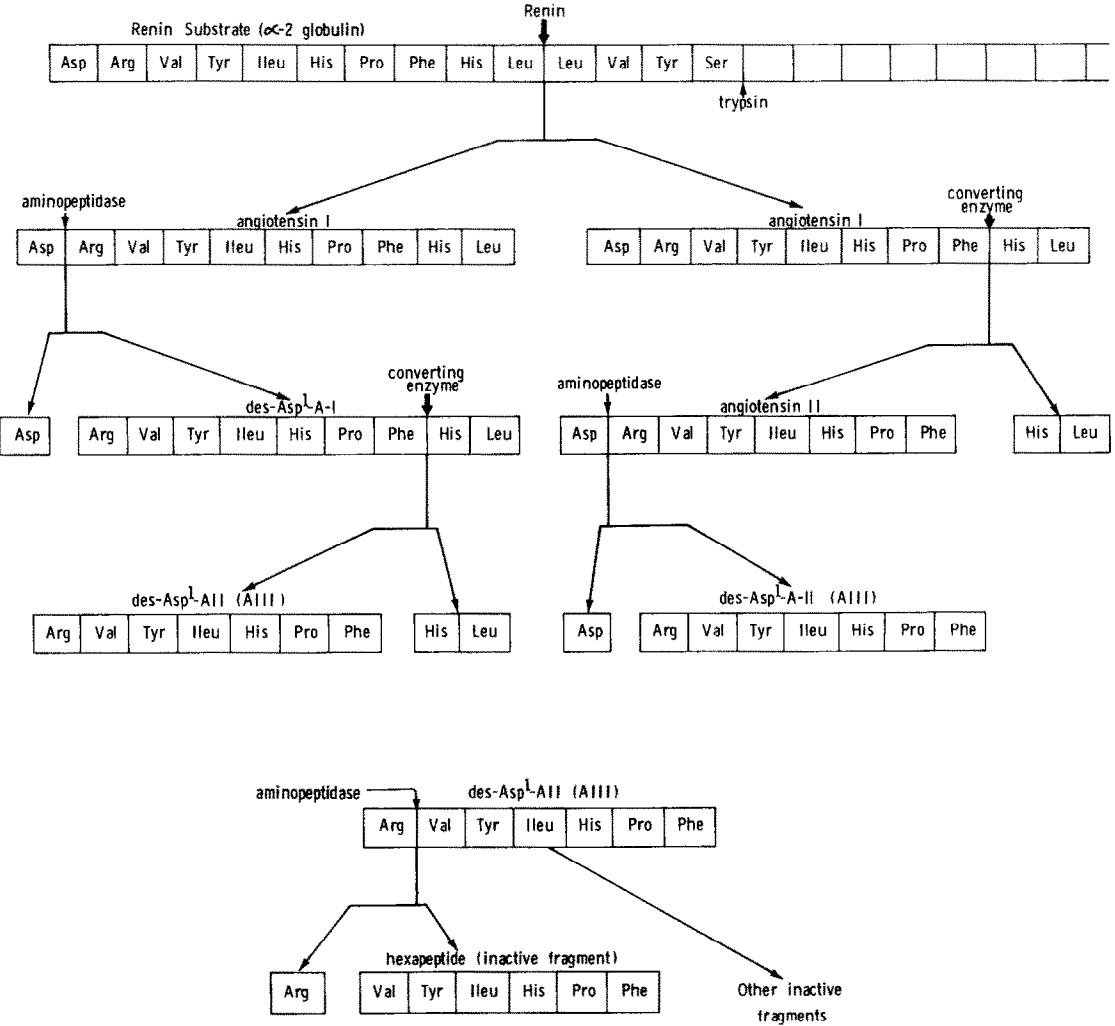 Renin
Renin Substrate (∝-2 globulin)
Asp Arg Val Tyr Ileu His Pro Phe His Leu Leu Val Tyr Ser
trypsin
aminopeptidase
angiotensin I
Asp Arg Val Tyr Ileu His Pro Phe His Leu
converting
enzyme
angiotensin I
Asp Arg Val Tyr Ileu His Pro Phe His Leu
converting
enzyme
des-Asp¹-A-I
Asp
Arg Val Tyr Ileu His Pro Phe His Leu
aminopeptidase
angiotensin II
Asp Arg Val Tyr Ileu His Pro Phe
His Leu
des-Asp¹-AII (AIII)
Arg Val Tyr Ileu His Pro Phe
His Leu
des-Asp¹-A-II (AIII)
Asp
Arg Val Tyr Ileu His Pro Phe
aminopeptidase
des-Asp¹-AII (AIII)
Arg Val Tyr Ileu His Pro Phe
hexapeptide (inactive fragment)
Arg
Val Tyr Ileu His Pro Phe
Other inactive
fragments